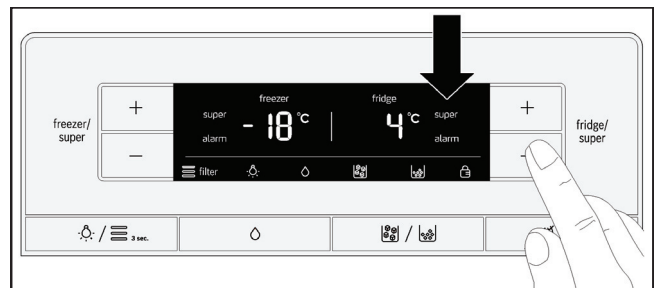 freezer fridge
super - 18 °C 4 °C super
alarm alarm
filter
freezer/
super
+
−
+
fridge/
super
/ 3 sec.
/